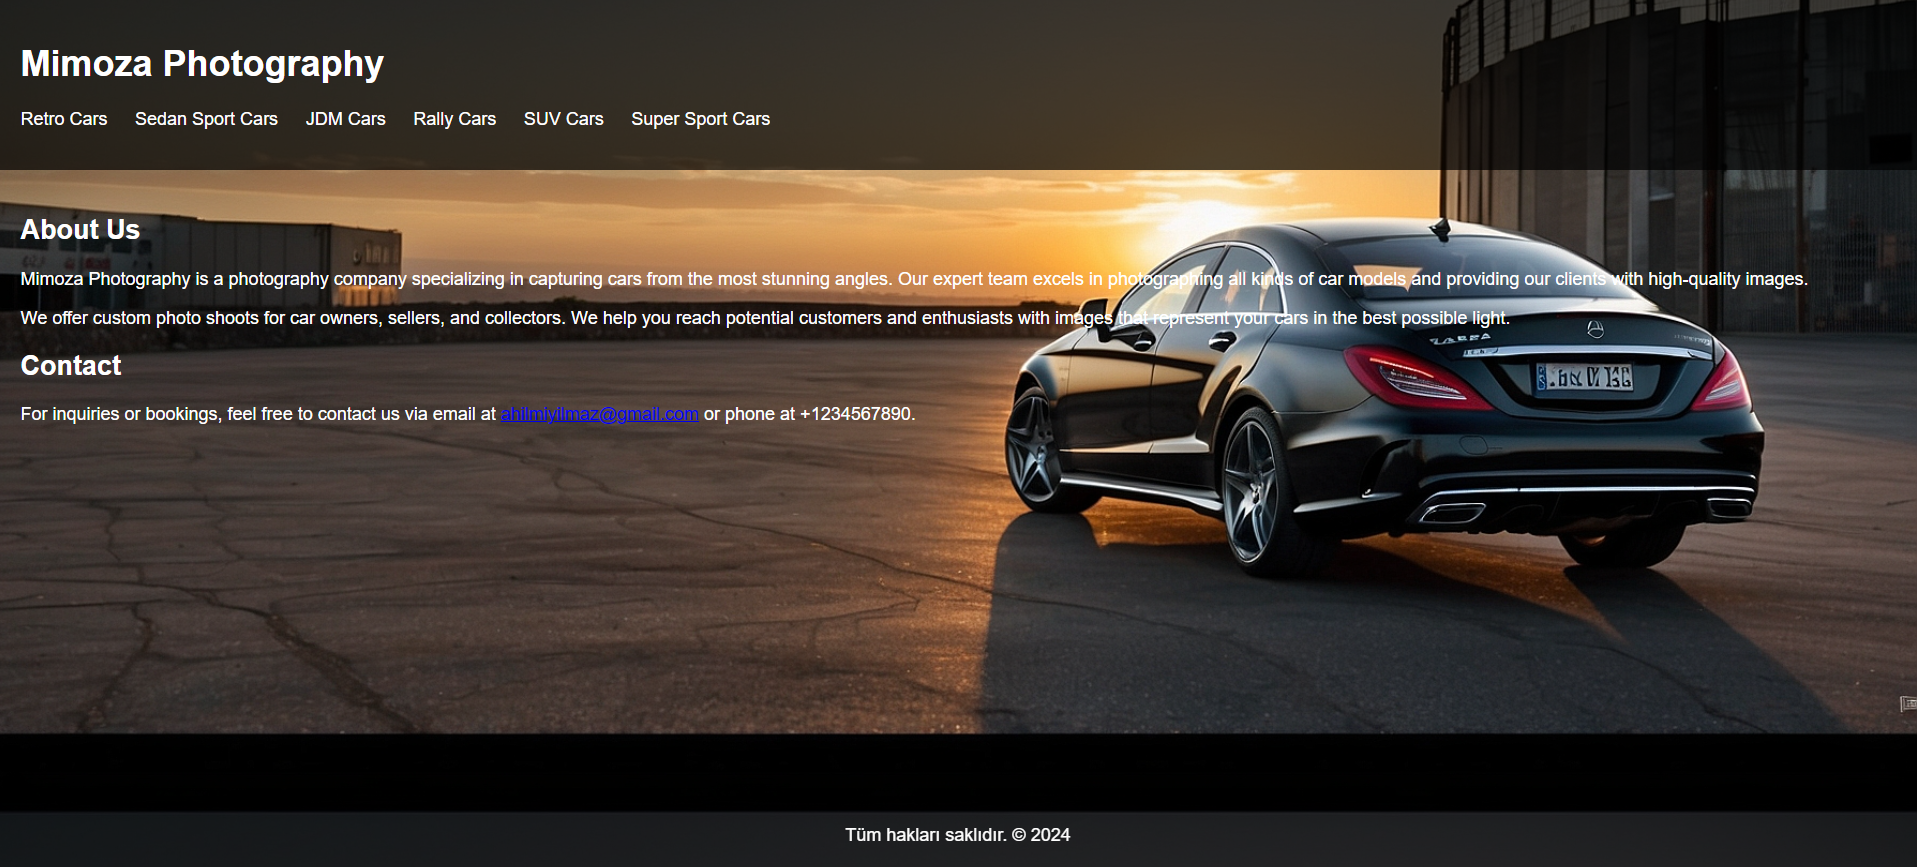 Mimoza Photography
Retro Cars Sedan Sport Cars JDM Cars Rally Cars SUV Cars Super Sport Cars
About Us
Mimoza Photography is a photography company specializing in capturing cars from the most stunning angles. Our expert team excels in photographing all kinds of car models and providing our clients with high-quality images.
We offer custom photo shoots for car owners, sellers, and collectors. We help you reach potential customers and enthusiasts with images that represent your cars in the best possible light.
Contact
For inquiries or bookings, feel free to contact us via email at ahilmiyilmaz@gmail.com or phone at +1234567890.
Tüm hakları saklıdır. © 2024